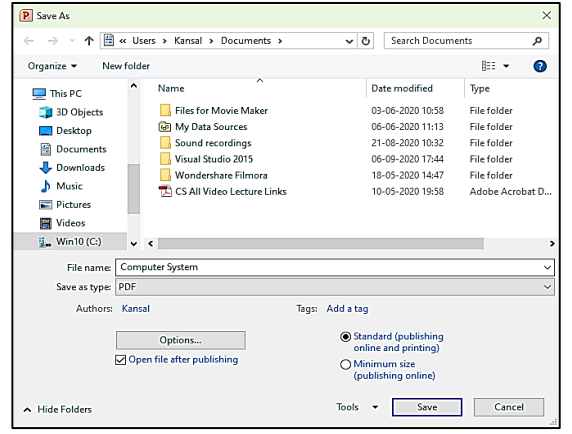 P Save As
« Users › Kansal › Documents ›
Search Documents
Organize
New folder
This PC
3D Objects
Desktop
Documents
Downloads
Music
Pictures
Videos
Win10 (C:)
Name Date modified Type
Files for Movie Maker 03-06-2020 10:58 File folder
My Data Sources 06-06-2020 11:13 File folder
Sound recordings 21-08-2020 10:32 File folder
Visual Studio 2015 06-09-2020 17:44 File folder
Wondershare Filmora 18-05-2020 14:47 File folder
CS All Video Lecture Links 10-05-2020 19:58 Adobe Acrobat D...
File name: Computer System
Save as type: PDF
Authors: Kansal
Tags: Add a tag
Options...
Open file after publishing
Standard (publishing
online and printing)
Minimum size
(publishing online)
Hide Folders
Tools
Save
Cancel